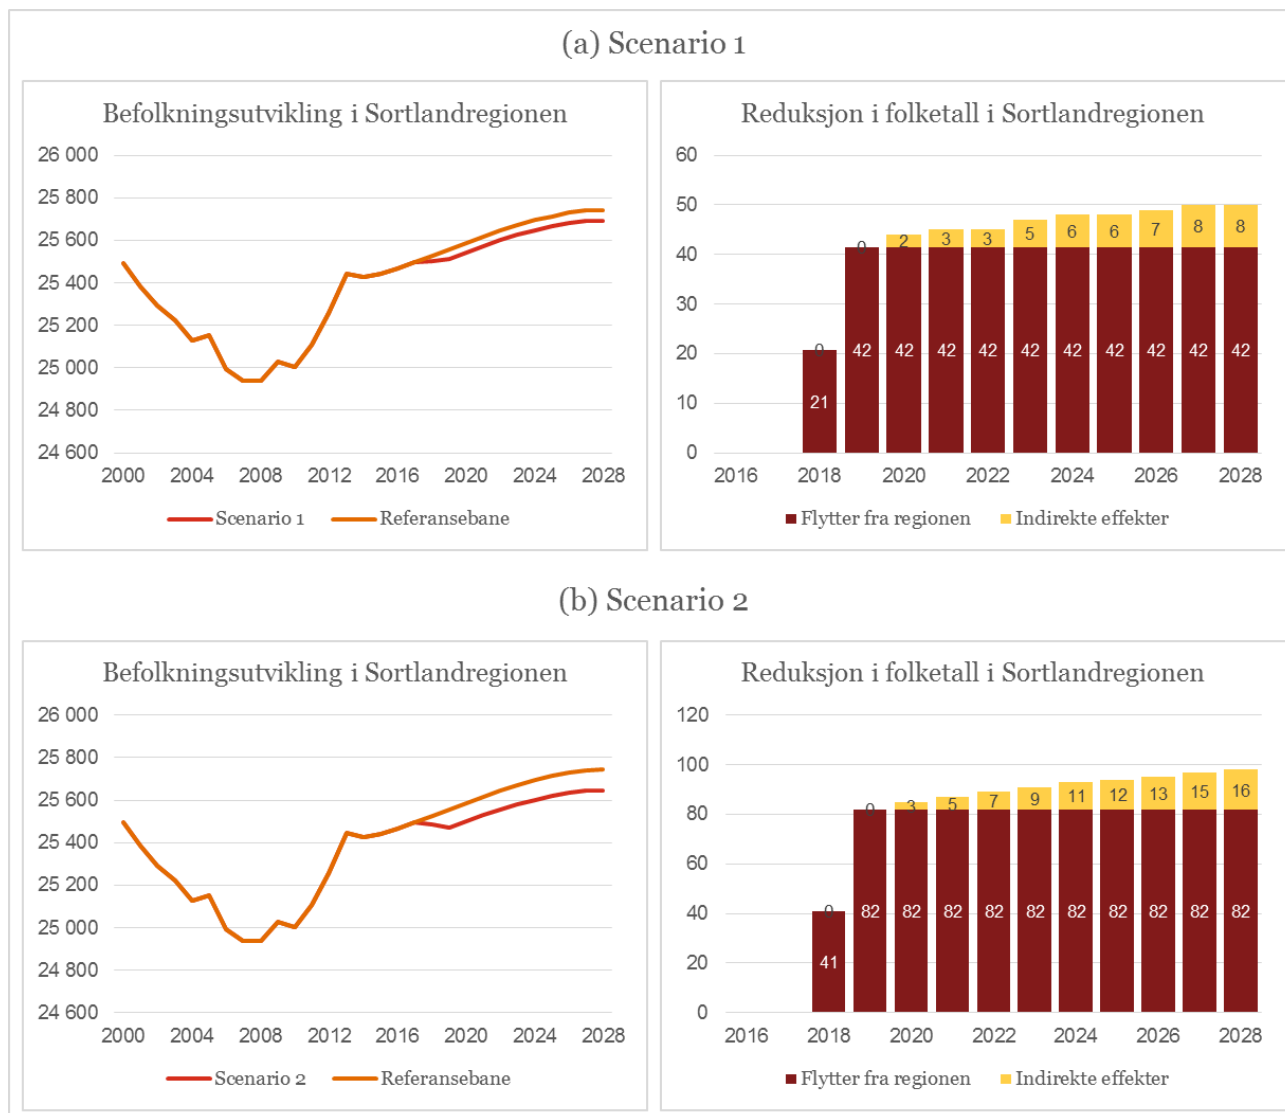 (a) Scenario 1
Befolkningsutvikling i Sortlandregionen
26 000
25 800
25 600
25 400
25 200
25 000
24 800
24 600
2000 2004 2008 2012 2016 2020 2024 2028
Scenario 1 Referansebane
Reduksjon i folketall i Sortlandregionen
60
50
40
30
20
10
0
0 0 2 3 3 5 6 6 7 8 8
21 42 42 42 42 42 42 42 42 42 42
2016 2018 2020 2022 2024 2026 2028
Flytter fra regionen Indirekte effekter
(b) Scenario 2
Befolkningsutvikling i Sortlandregionen
26 000
25 800
25 600
25 400
25 200
25 000
24 800
24 600
2000 2004 2008 2012 2016 2020 2024 2028
Scenario 2 Referansebane
Reduksjon i folketall i Sortlandregionen
120
100
80
60
40
20
0
0 0 3 5 7 9 11 12 13 15 16
41 82 82 82 82 82 82 82 82 82 82
2016 2018 2020 2022 2024 2026 2028
Flytter fra regionen Indirekte effekter